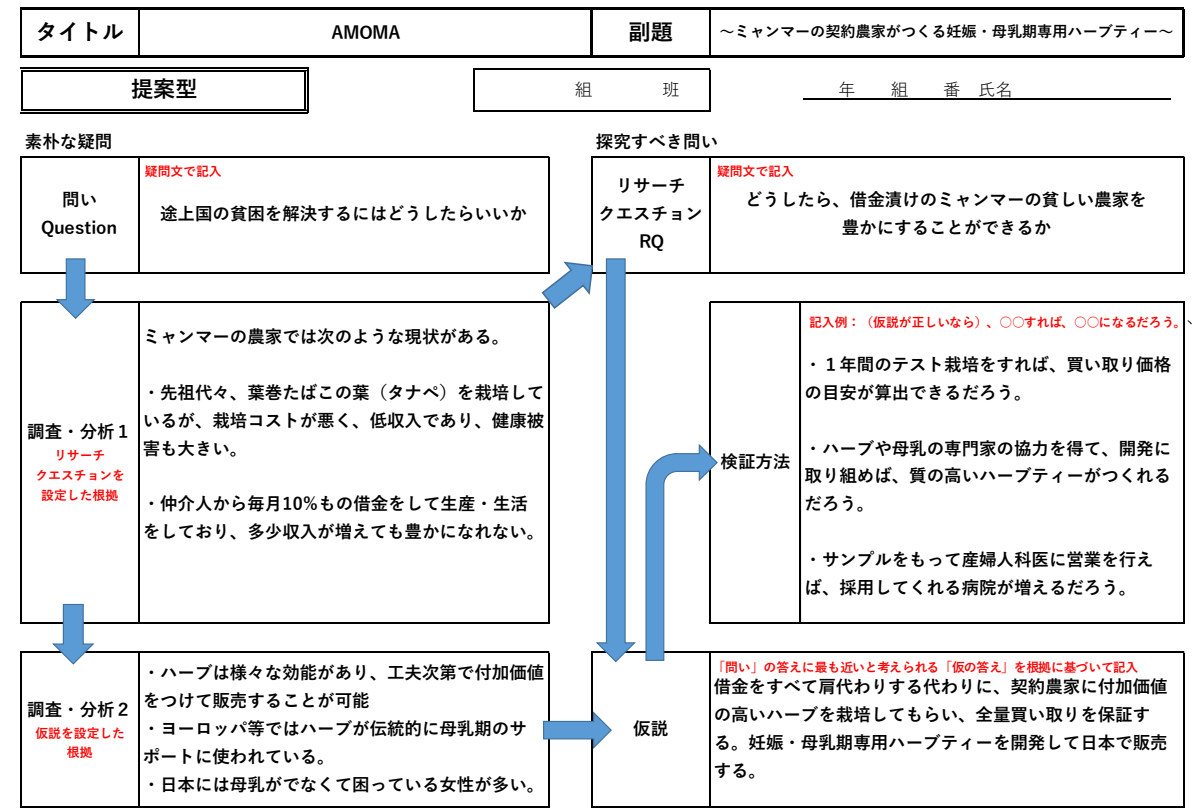 タイトル
AMOMA
副題
～ミャンマーの契約農家がつくる妊娠・母乳期専用ハーブティー～
提案型
組　班
年　組　番　氏名
素朴な疑問
問い
Question
疑問文で記入
途上国の貧困を解決するにはどうしたらいいか
探究すべき問い
リサーチ
クエスチョン
RQ
疑問文で記入
どうしたら、借金漬けのミャンマーの貧しい農家を
豊かにすることができるか
調査・分析１
リサーチ
クエスチョンを
設定した根拠
ミャンマーの農家では次のような現状がある。
・先祖代々、葉巻たばこの葉（タナペ）を栽培して
いるが、栽培コストが悪く、低収入であり、健康被
害も大きい。
・仲介人から毎月10%もの借金をして生産・生活
をしており、多少収入が増えても豊かになれない。
検証方法
記入例：（仮説が正しいなら）、○○すれば、○○になるだろう。、
・１年間のテスト栽培をすれば、買い取り価格
の目安が算出できるだろう。
・ハーブや母乳の専門家の協力を得て、開発に
取り組めば、質の高いハーブティーがつくれる
だろう。
・サンプルをもって産婦人科医に営業を行え
ば、採用してくれる病院が増えるだろう。
調査・分析２
仮説を設定した
根拠
・ハーブは様々な効能があり、工夫次第で付加価値
をつけて販売することが可能
・ヨーロッパ等ではハーブが伝統的に母乳期のサ
ポートに使われている。
・日本には母乳がでなくて困っている女性が多い。
仮説
「問い」の答えに最も近いと考えられる「仮の答え」を根拠に基づいて記入
借金をすべて肩代わりする代わりに、契約農家に付加価値
の高いハーブを栽培してもらい、全量買い取りを保証す
る。妊娠・母乳期専用ハーブティーを開発して日本で販売
する。